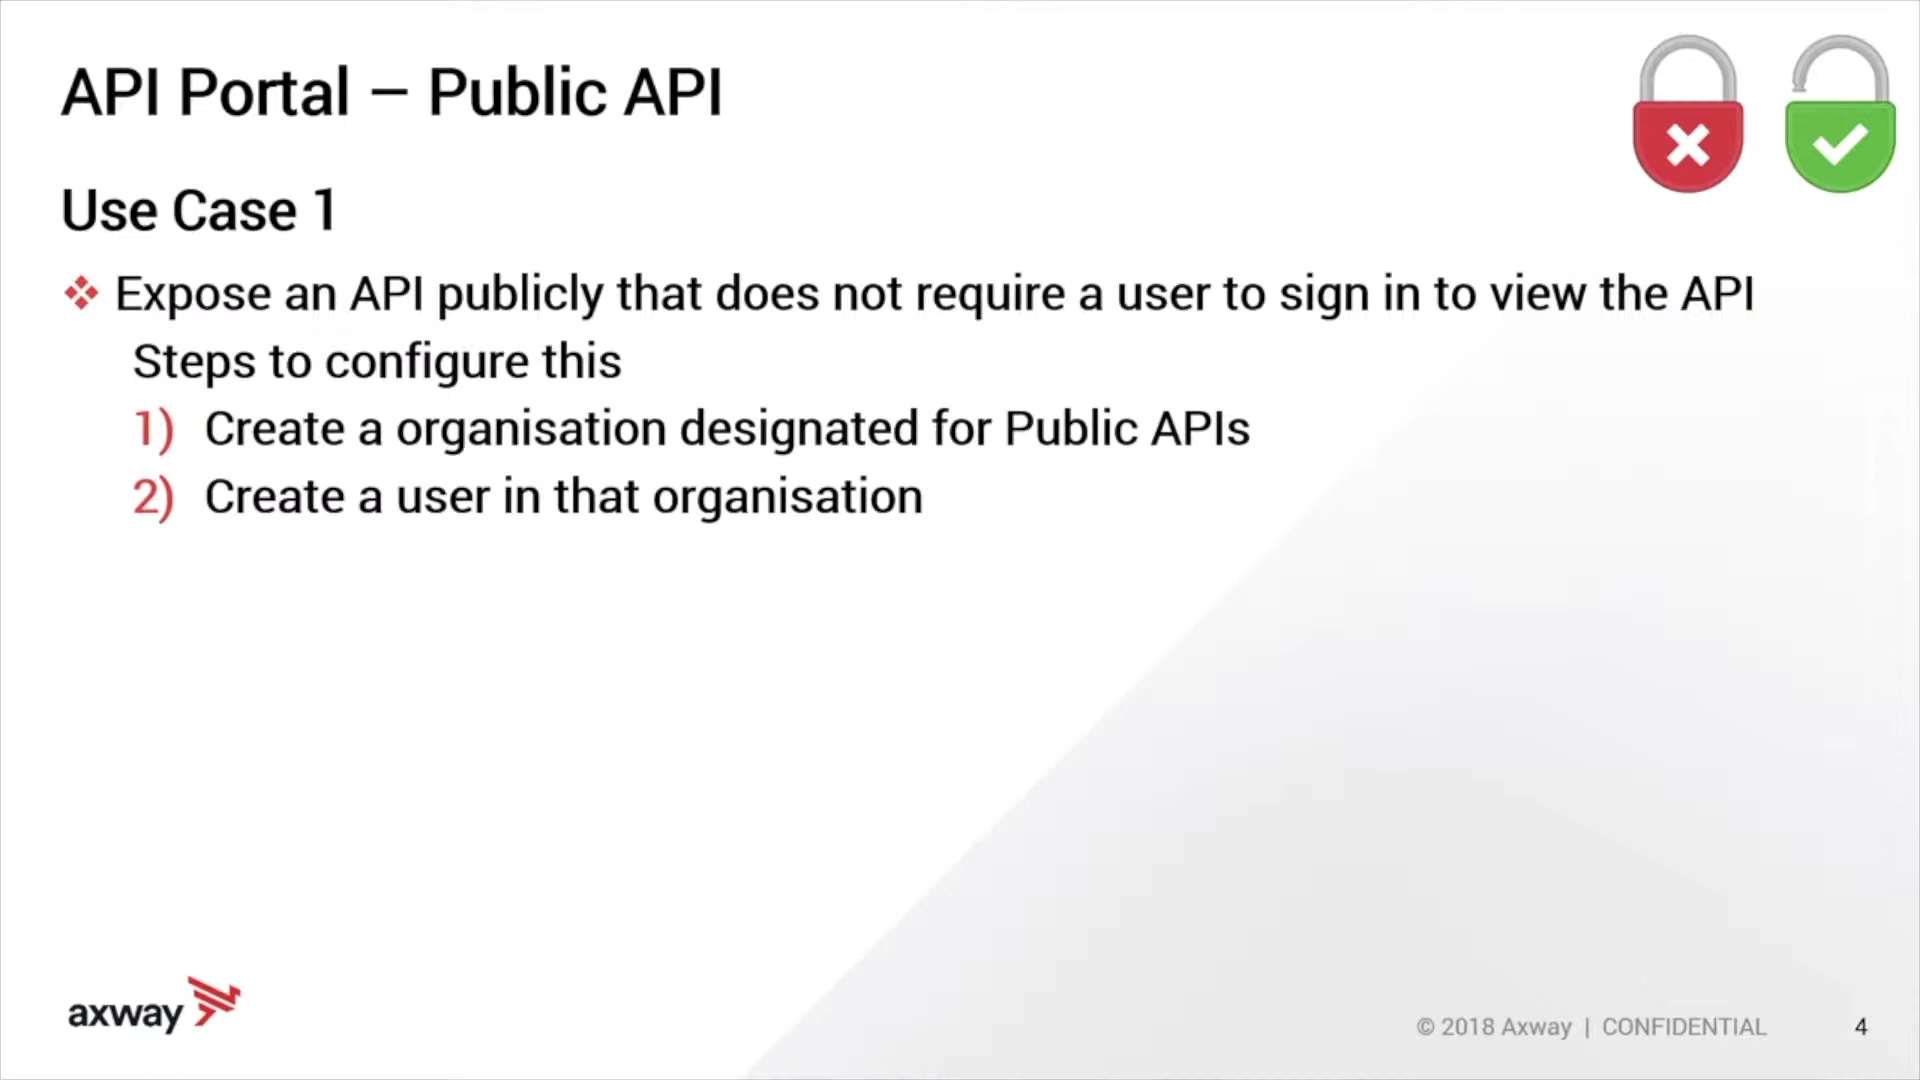 API Portal – Public API
Use Case 1
Expose an API publicly that does not require a user to sign in to view the API
Steps to configure this
1) Create a organisation designated for Public APIs
2) Create a user in that organisation
axway
© 2018 Axway | CONFIDENTIAL 4